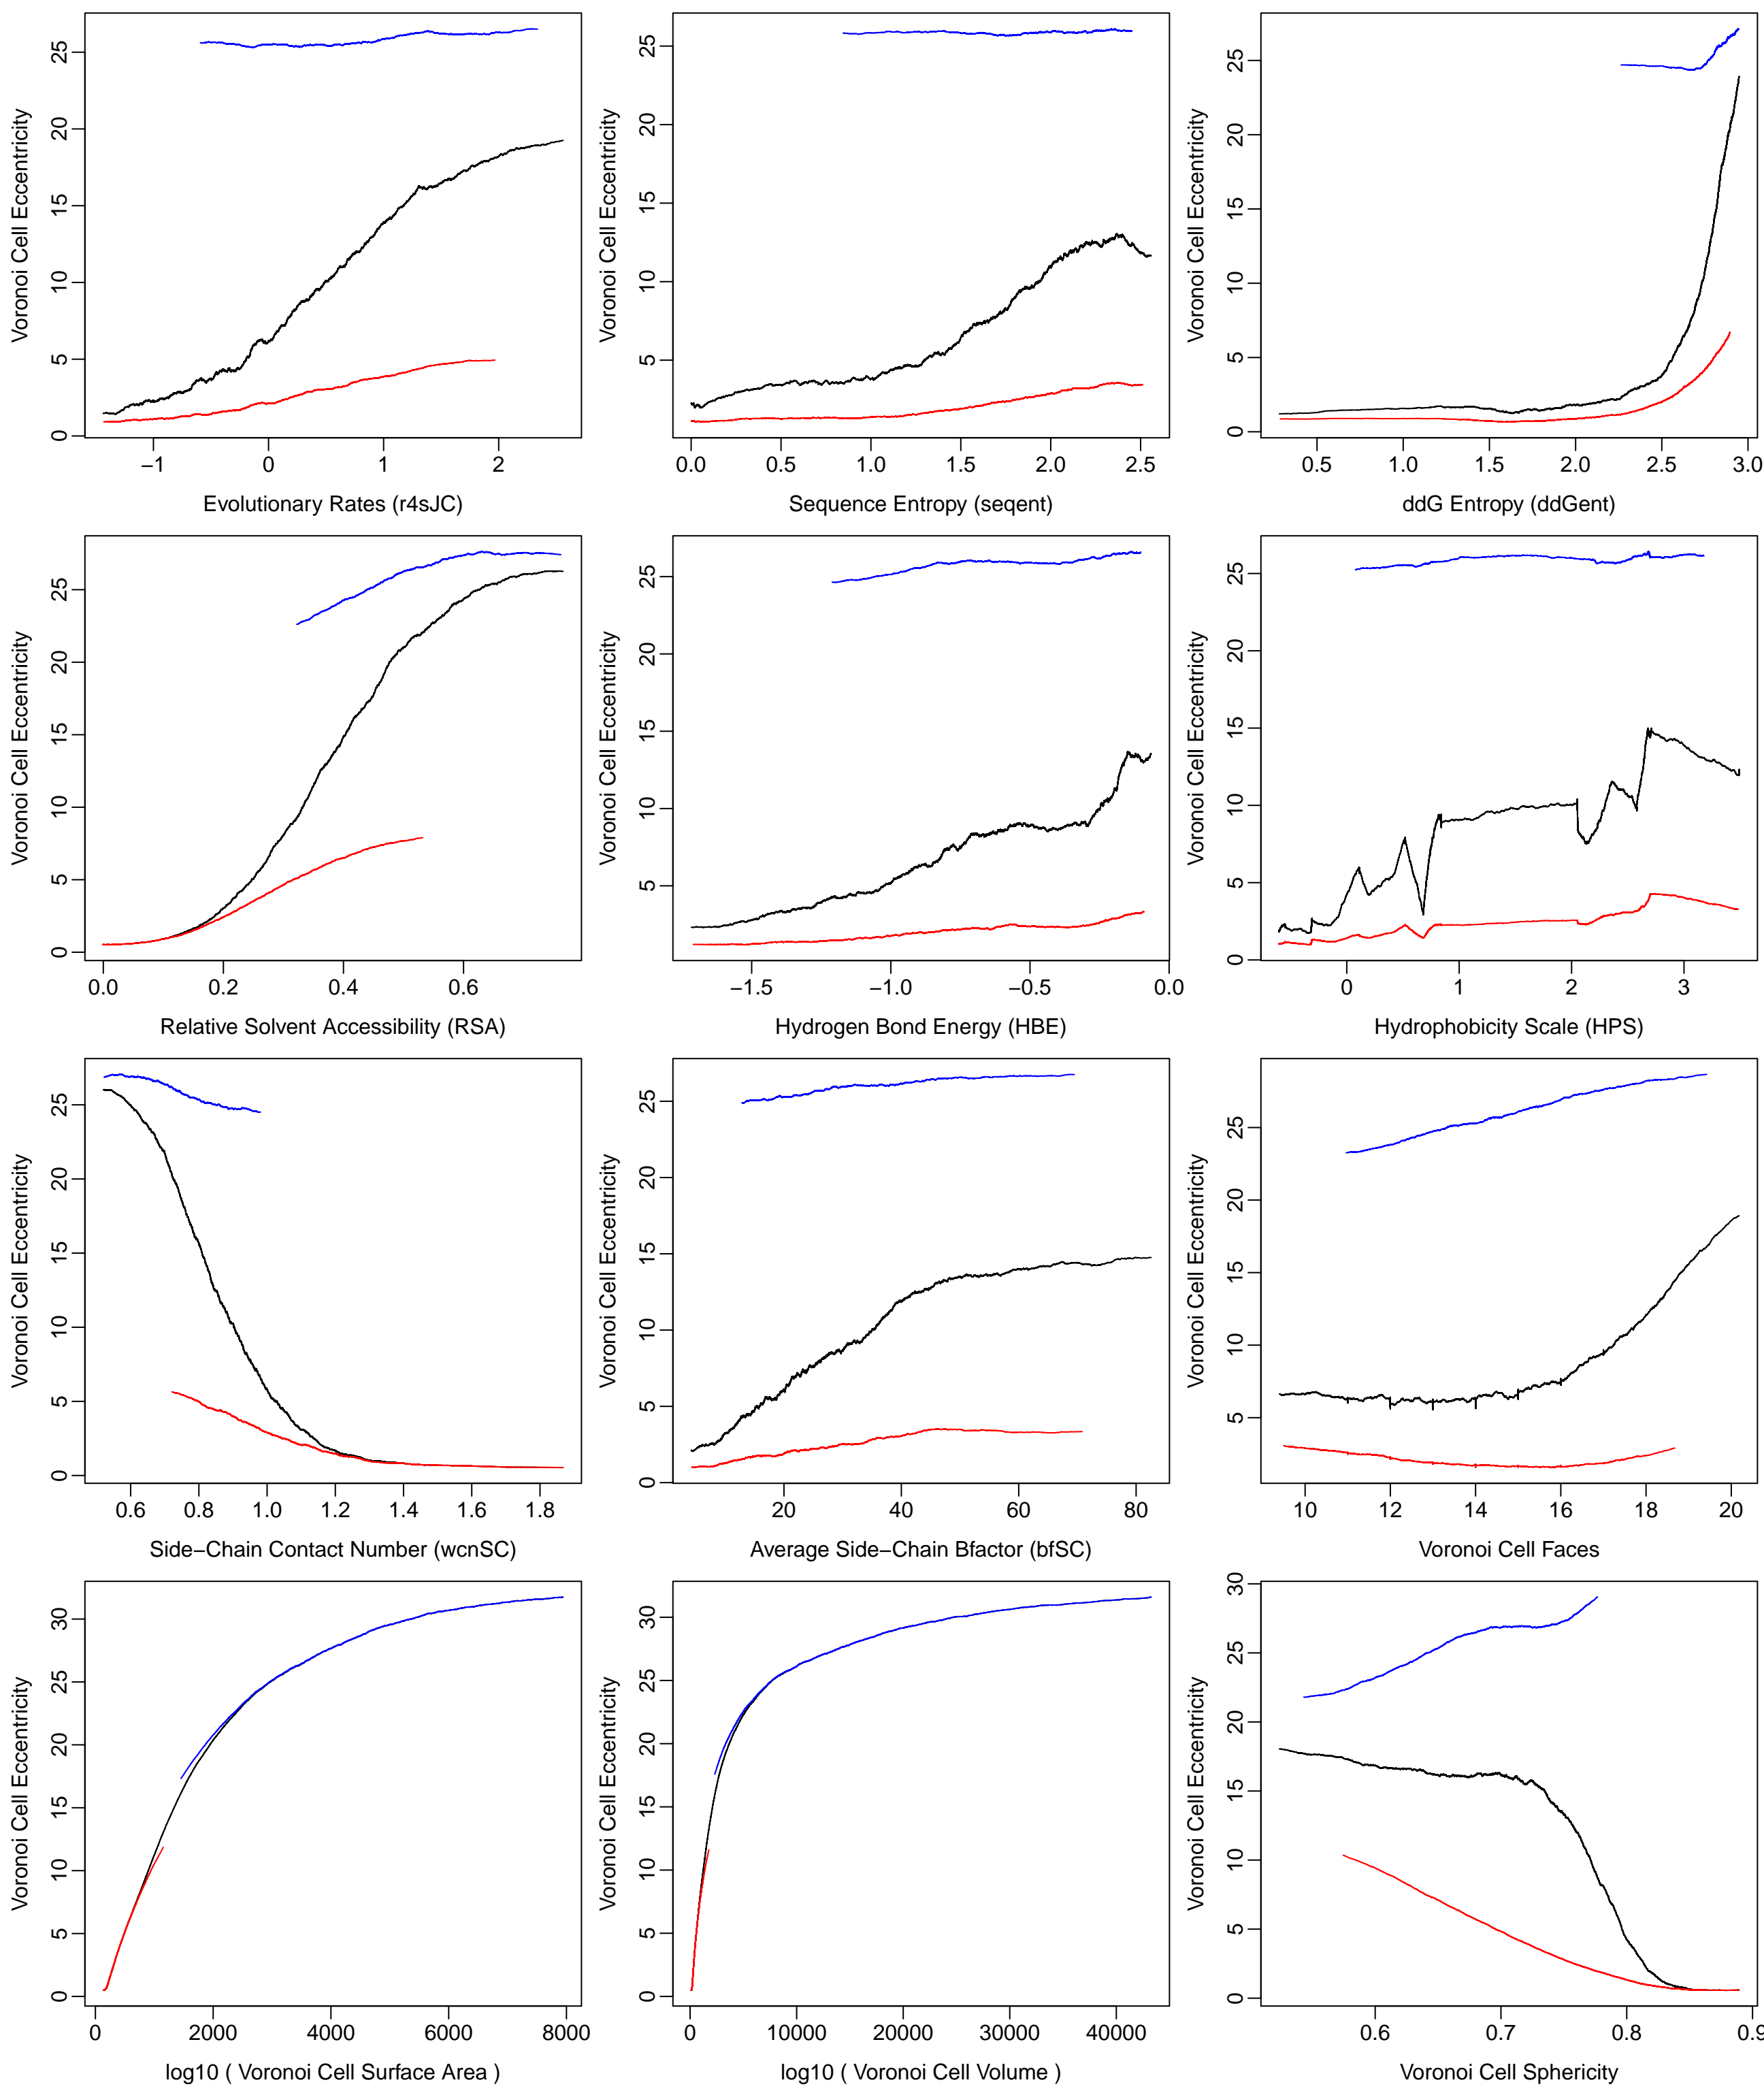 Voronoi Cell Eccentricity
0 5 10 15 20 25
−1 0 1 2
Evolutionary Rates (r4sJC)
Voronoi Cell Eccentricity
5 10 15 20 25
0.0 0.5 1.0 1.5 2.0 2.5
Sequence Entropy (seqent)
Voronoi Cell Eccentricity
0 5 10 15 20 25
0.5 1.0 1.5 2.0 2.5 3.0
ddG Entropy (ddGent)
Voronoi Cell Eccentricity
0 5 10 15 20 25
0.0 0.2 0.4 0.6
Relative Solvent Accessibility (RSA)
Voronoi Cell Eccentricity
5 10 15 20 25
−1.5 −1.0 −0.5 0.0
Hydrogen Bond Energy (HBE)
Voronoi Cell Eccentricity
0 5 10 15 20 25
0 1 2 3
Hydrophobicity Scale (HPS)
Voronoi Cell Eccentricity
0 5 10 15 20 25
0.6 0.8 1.0 1.2 1.4 1.6 1.8
Side−Chain Contact Number (wcnSC)
Voronoi Cell Eccentricity
0 5 10 15 20 25
20 40 60 80
Average Side−Chain Bfactor (bfSC)
Voronoi Cell Eccentricity
5 10 15 20 25
10 12 14 16 18 20
Voronoi Cell Faces
Voronoi Cell Eccentricity
0 5 10 15 20 25 30
0 2000 4000 6000 8000
log10 ( Voronoi Cell Surface Area )
Voronoi Cell Eccentricity
0 5 10 15 20 25 30
0 10000 20000 30000 40000
log10 ( Voronoi Cell Volume )
Voronoi Cell Eccentricity
0 5 10 15 20 25 30
0.6 0.7 0.8 0.9
Voronoi Cell Sphericity